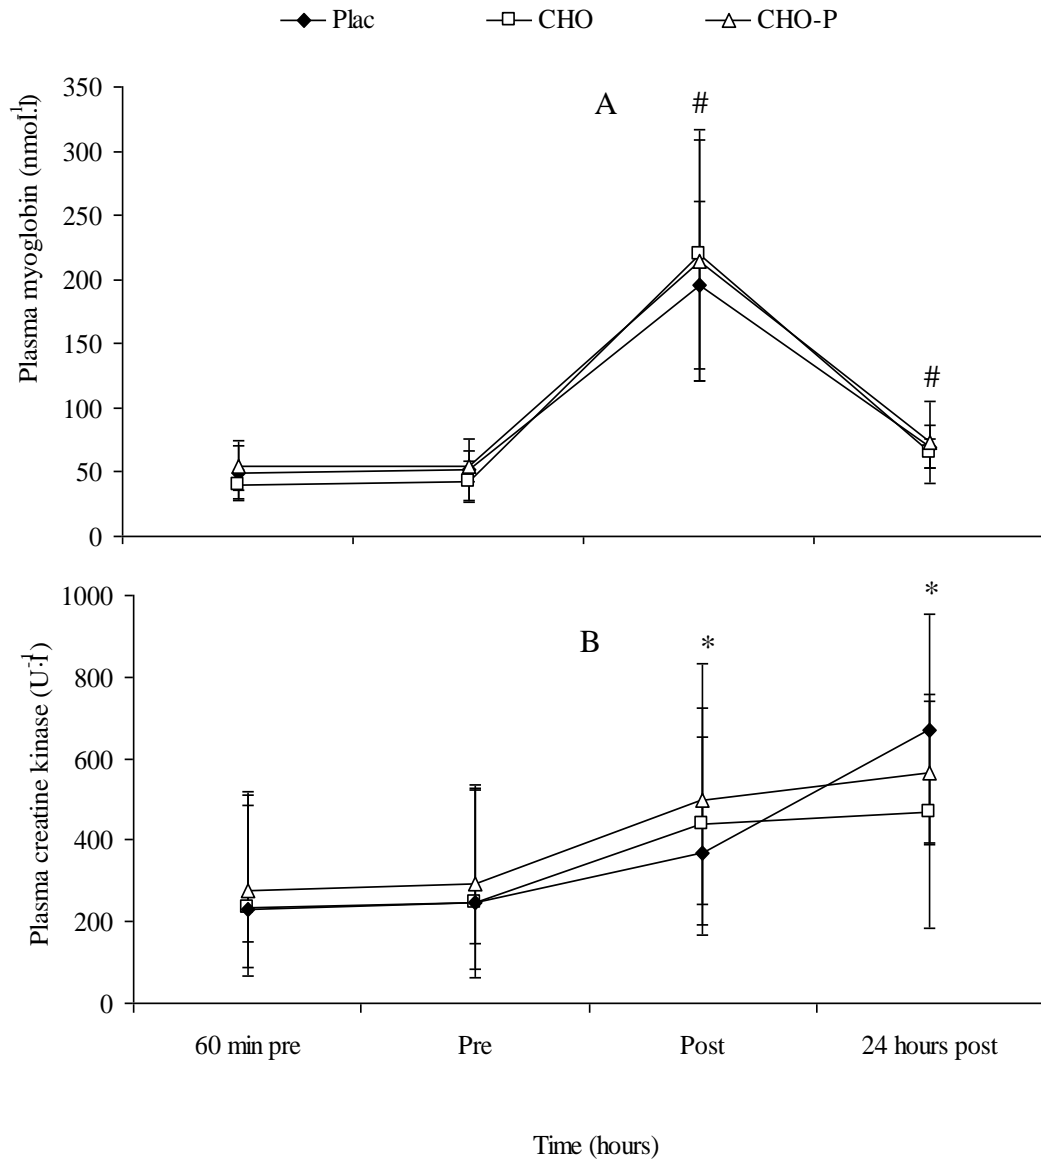 Plac CHO CHO-P
A
#
#
Plasma myoglobin (nmol.l-1)
350
300
250
200
150
100
50
0
B
*
*
Plasma creatine kinase (U·l-1)
1000
800
600
400
200
0
60 min pre Pre Post 24 hours post
Time (hours)